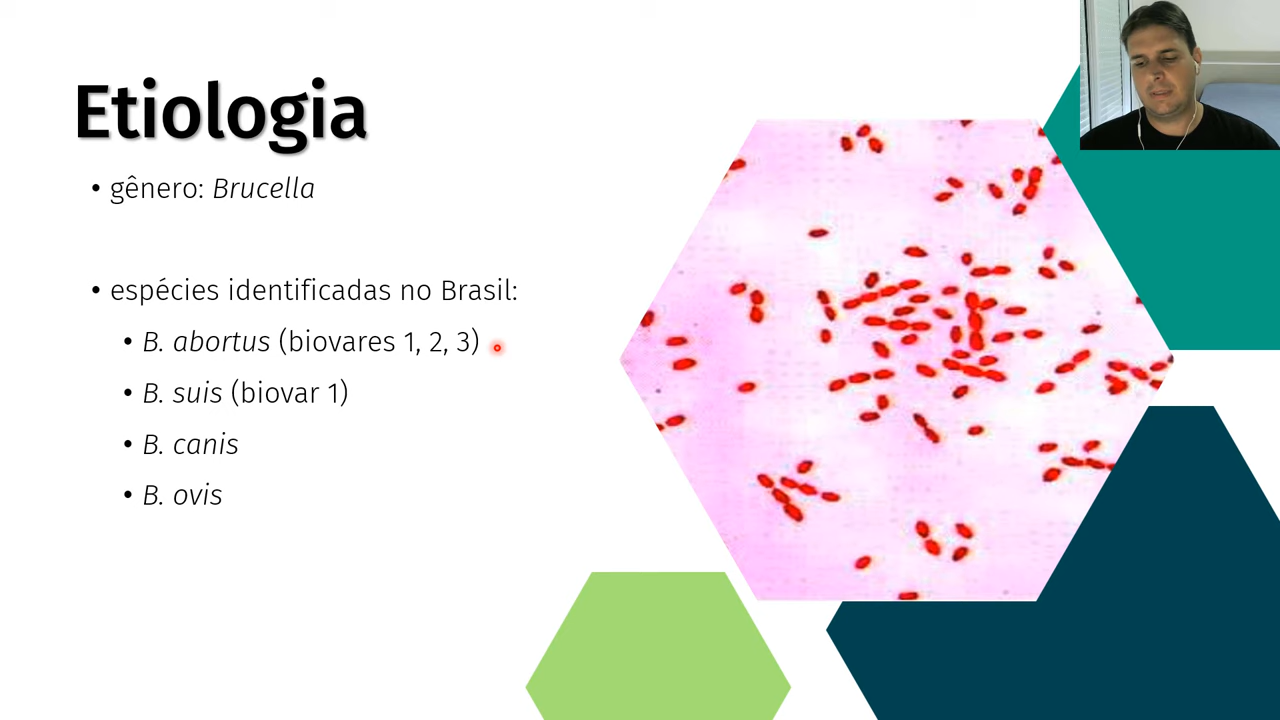 Etiologia
• gênero: Brucella
• espécies identificadas no Brasil:
• B. abortus (biovares 1, 2, 3)
• B. suis (biovar 1)
• B. canis
• B. ovis